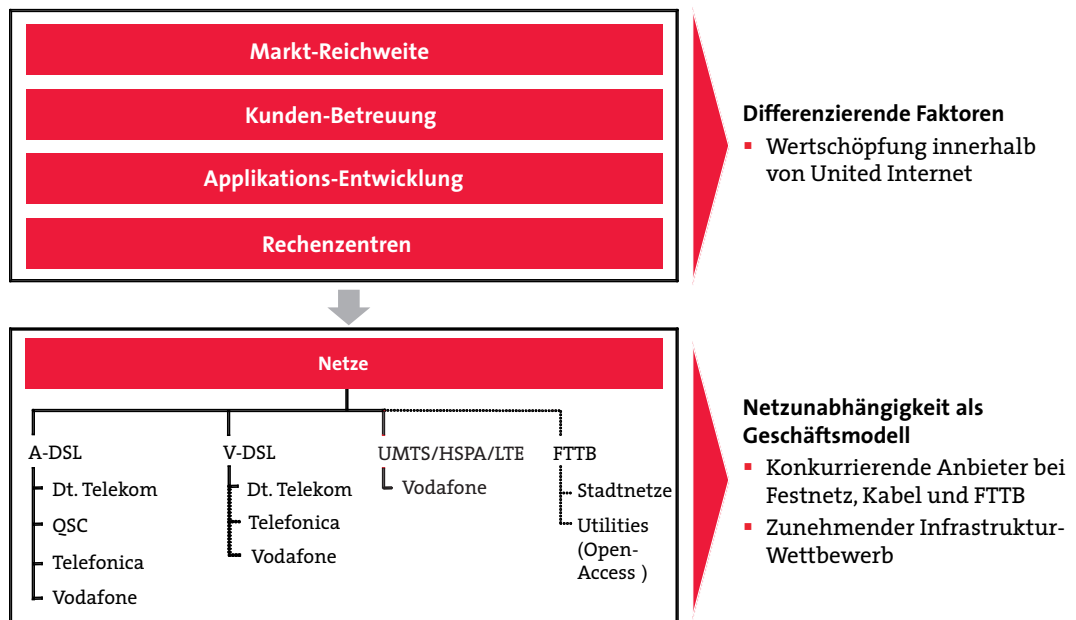 Markt-Reichweite
Kunden-Betreuung
Applikations-Entwicklung
Rechenzentren
Differenzierende Faktoren
▪ Wertschöpfung innerhalb
von United Internet
Netze
A-DSL
Dt. Telekom
QSC
Telefonica
Vodafone
V-DSL
Dt. Telekom
Telefonica
Vodafone
UMTS/HSPA/LTE
Vodafone
FTTB
Stadtnetze
Utilities
(Open-
Access )
Netzunabhängigkeit als
Geschäftsmodell
▪ Konkurrierende Anbieter bei
Festnetz, Kabel und FTTB
▪ Zunehmender Infrastruktur-
Wettbewerb